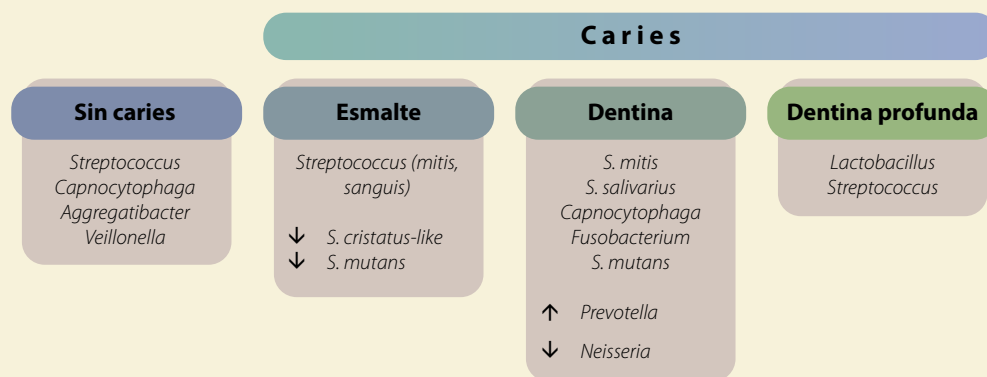 Caries
Sin caries
Streptococcus
Capnocytophaga
Aggregatibacter
Veillonella
Esmalte
Streptococcus (mitis,
sanguis)
↓ S. cristatus-like
↓ S. mutans
Dentina
S. mitis
S. salivarius
Capnocytophaga
Fusobacterium
S. mutans
↑ Prevotella
↓ Neisseria
Dentina profunda
Lactobacillus
Streptococcus